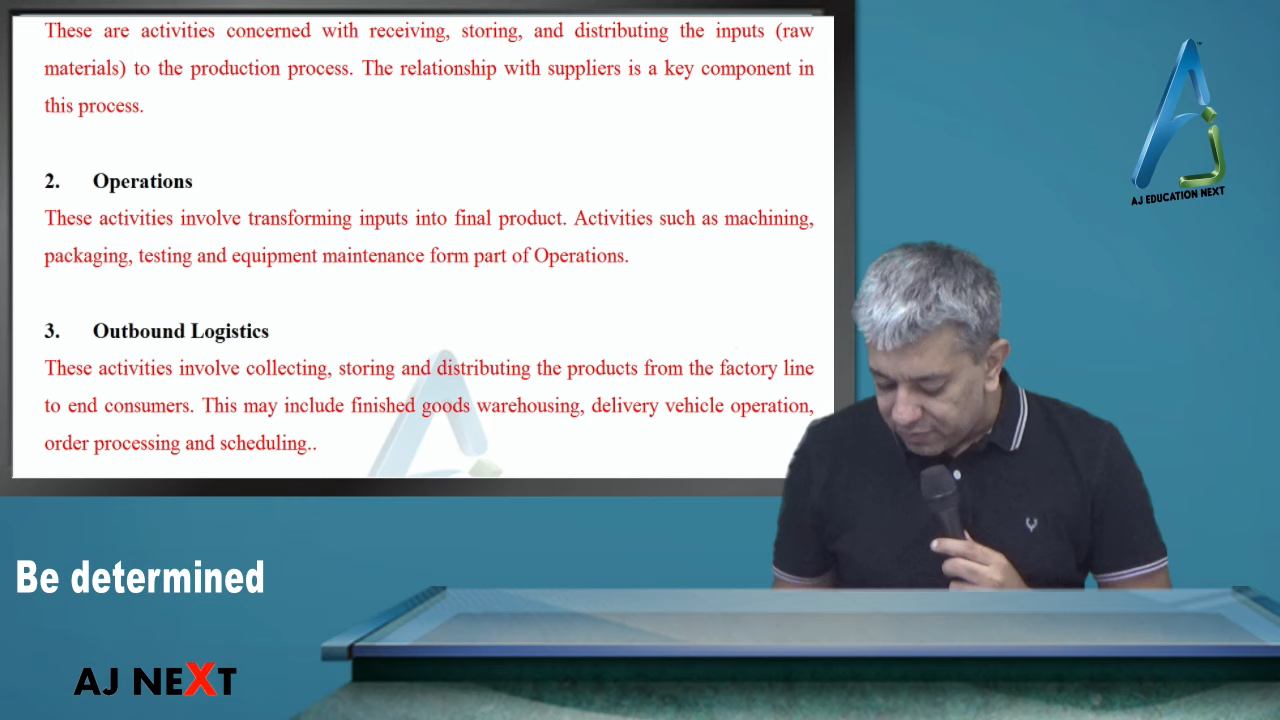 These are activities concerned with receiving, storing, and distributing the inputs (raw
materials) to the production process. The relationship with suppliers is a key component in
this process.
2. Operations
These activities involve transforming inputs into final product. Activities such as machining,
packaging, testing and equipment maintenance form part of Operations.
3. Outbound Logistics
These activities involve collecting, storing and distributing the products from the factory line
to end consumers. This may include finished goods warehousing, delivery vehicle operation,
order processing and scheduling..
AJ EDUCATION NEXT
Be determined
AJ NEXT